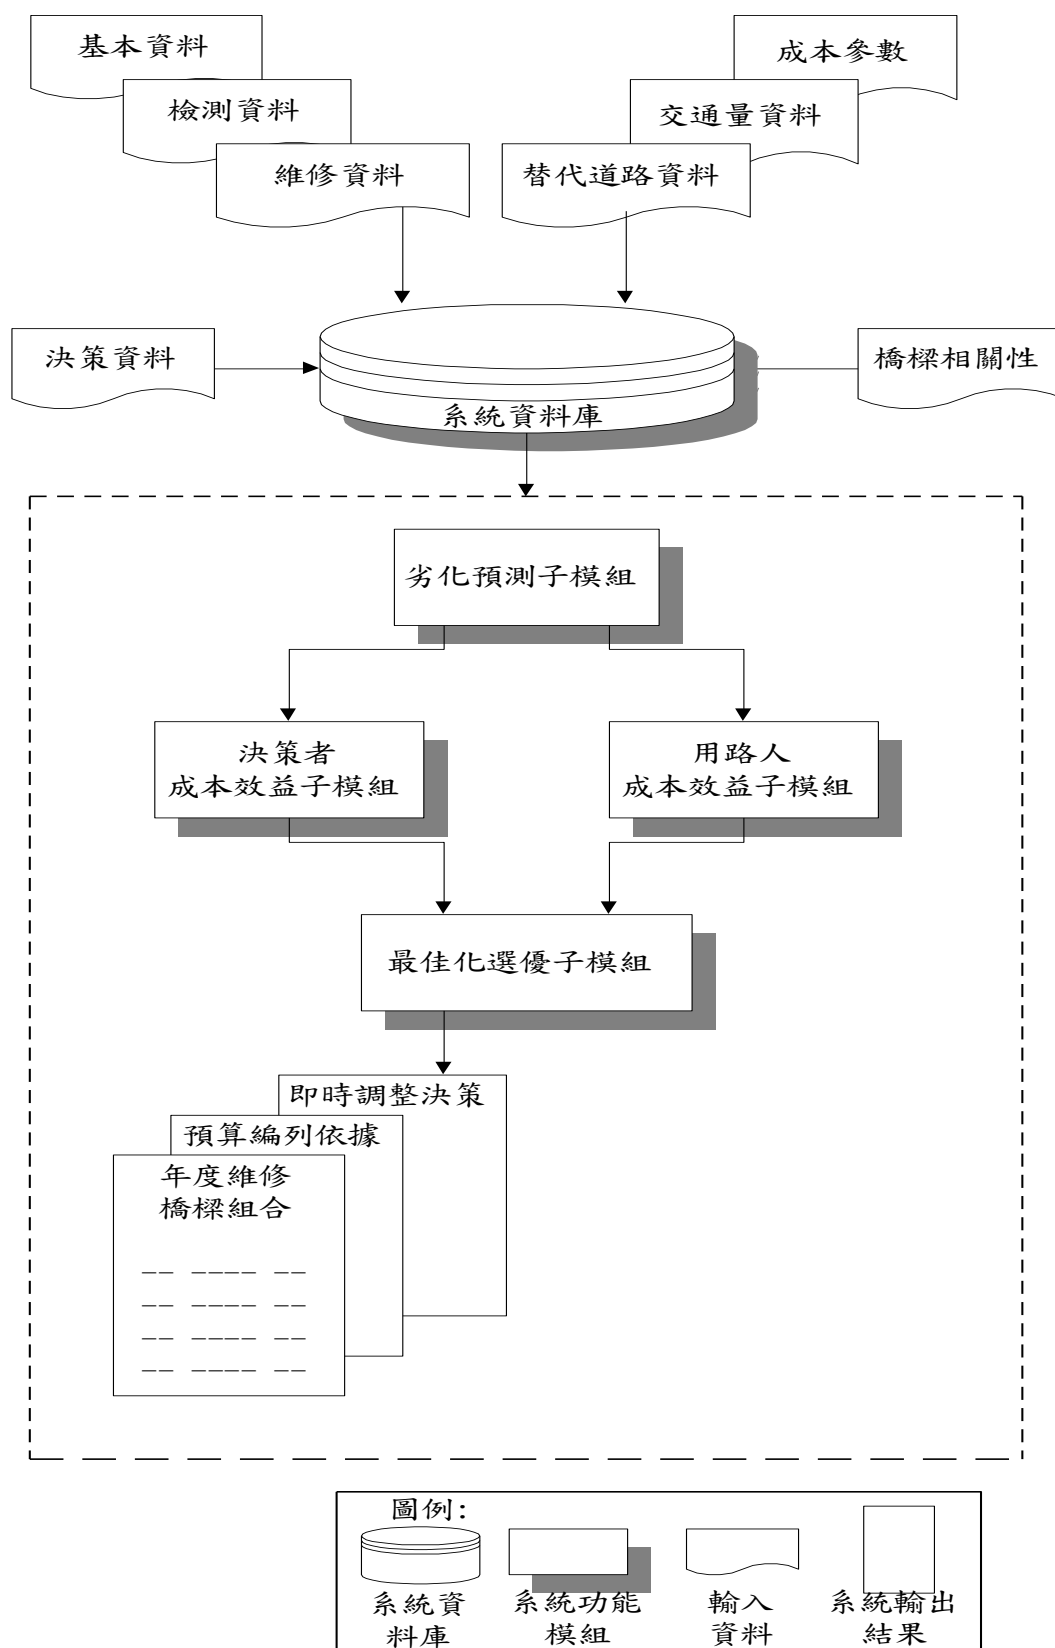 基本資料
檢測資料
維修資料
成本參數
交通量資料
替代道路資料
決策資料
系統資料庫
橋樑相關性
劣化預測子模組
決策者
成本效益子模組
用路人
成本效益子模組
最佳化選優子模組
即時調整決策
預算編列依據
年度維修
橋樑組合
圖例:
系統資
料庫
系統功能
模組
輸入
資料
系統輸出
結果